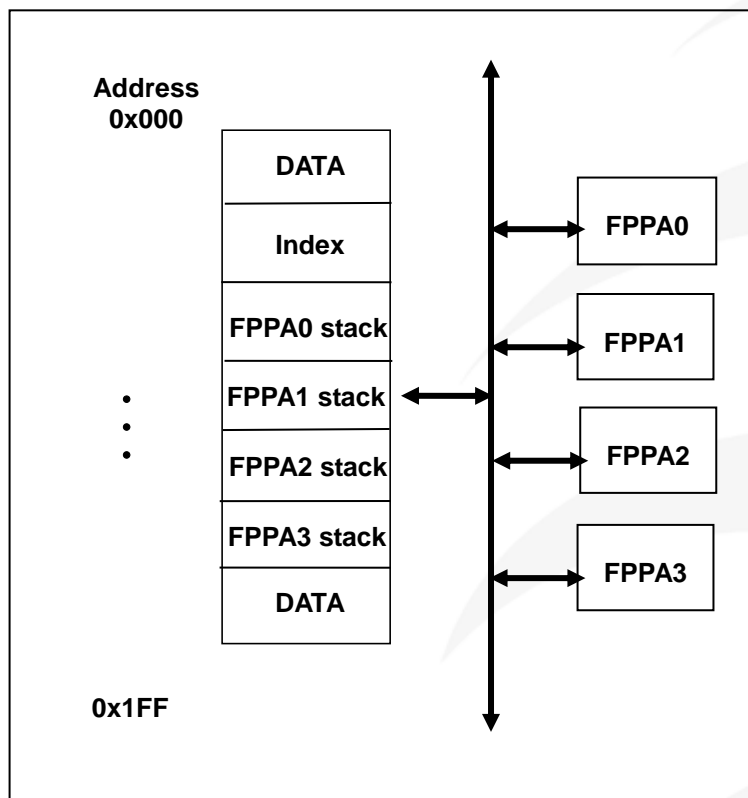 Address
0x000
DATA
Index
FPPA0 stack
FPPA1 stack
FPPA2 stack
FPPA3 stack
DATA
0x1FF
FPPA0
FPPA1
FPPA2
FPPA3